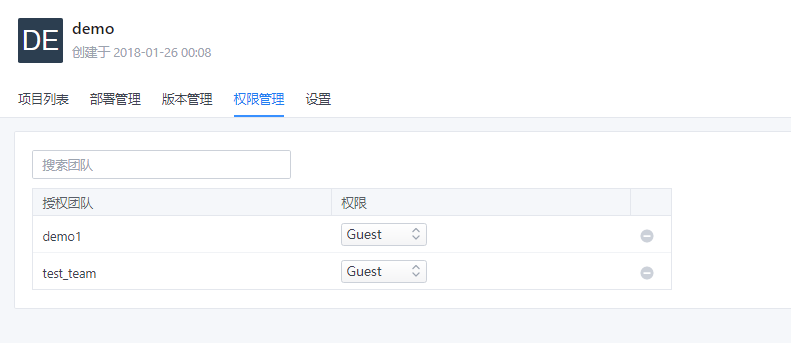 DE
demo
创建于 2018-01-26 00:08
项目列表 部署管理 版本管理 权限管理 设置
搜索团队
授权团队 权限
demo1 Guest
test_team Guest